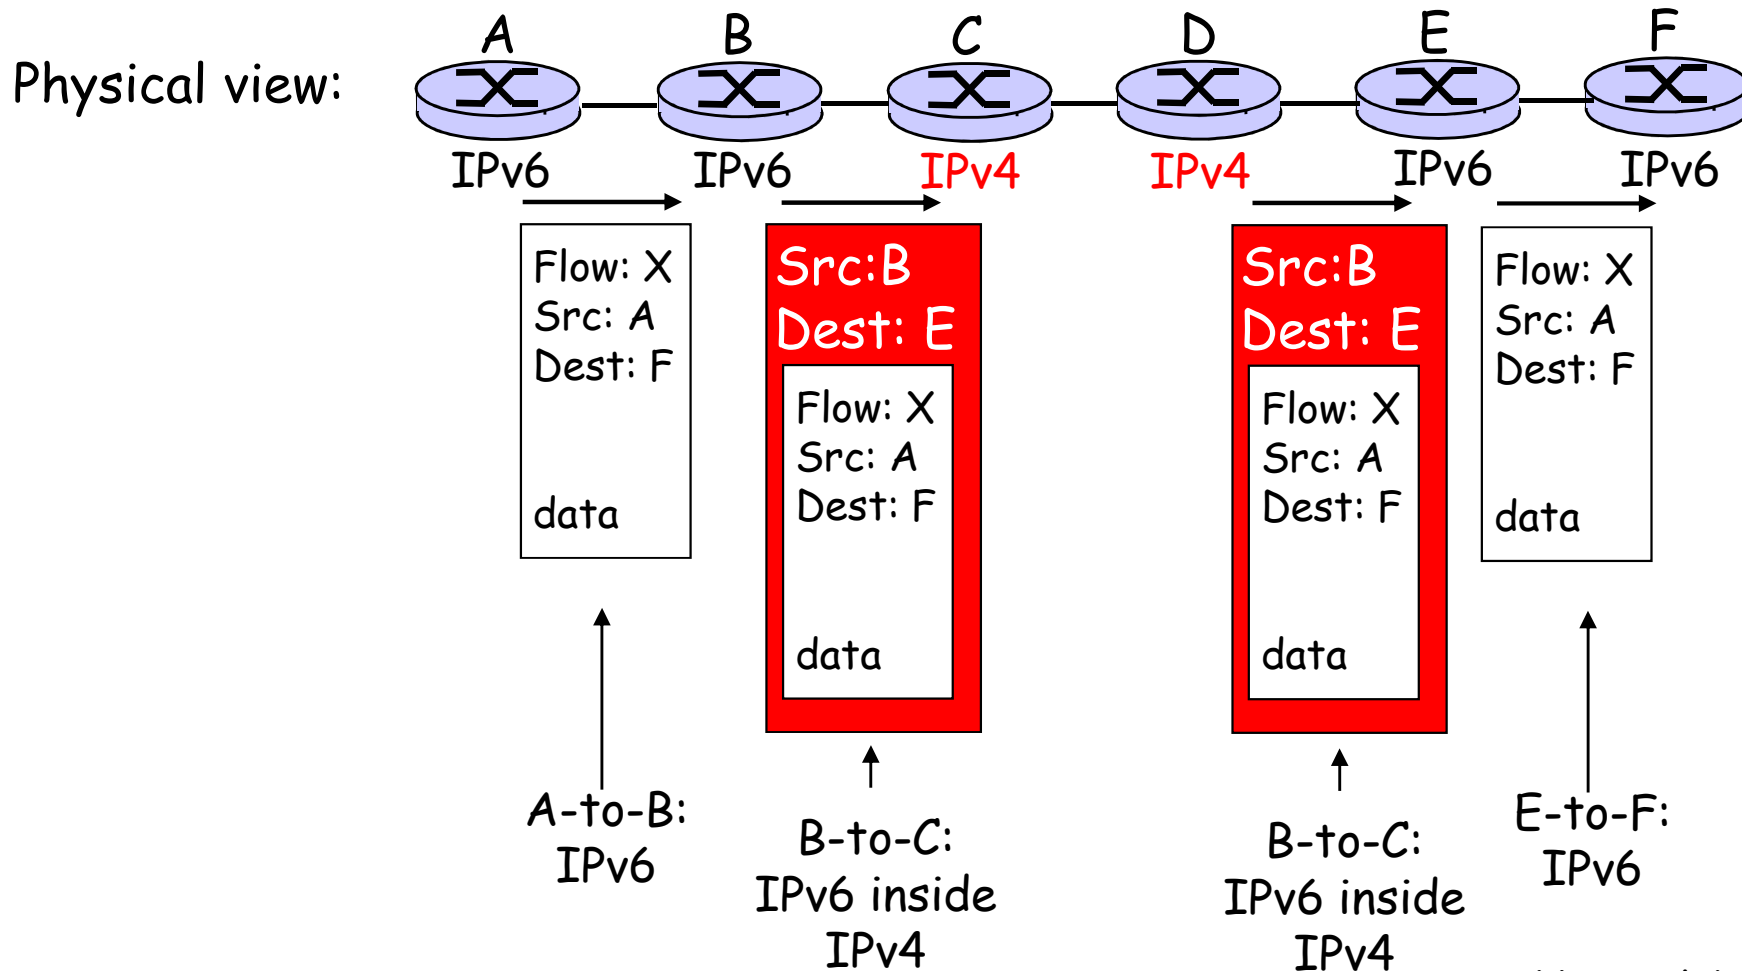 A B C D E F
Physical view:
IPv6 IPv6 IPv4 IPv4 IPv6 IPv6
Flow: X
Src: A
Dest: F
data
Src:B
Dest: E
Flow: X
Src: A
Dest: F
data
Src:B
Dest: E
Flow: X
Src: A
Dest: F
data
Flow: X
Src: A
Dest: F
data
A-to-B:
IPv6
B-to-C:
IPv6 inside
IPv4
B-to-C:
IPv6 inside
IPv4
E-to-F:
IPv6